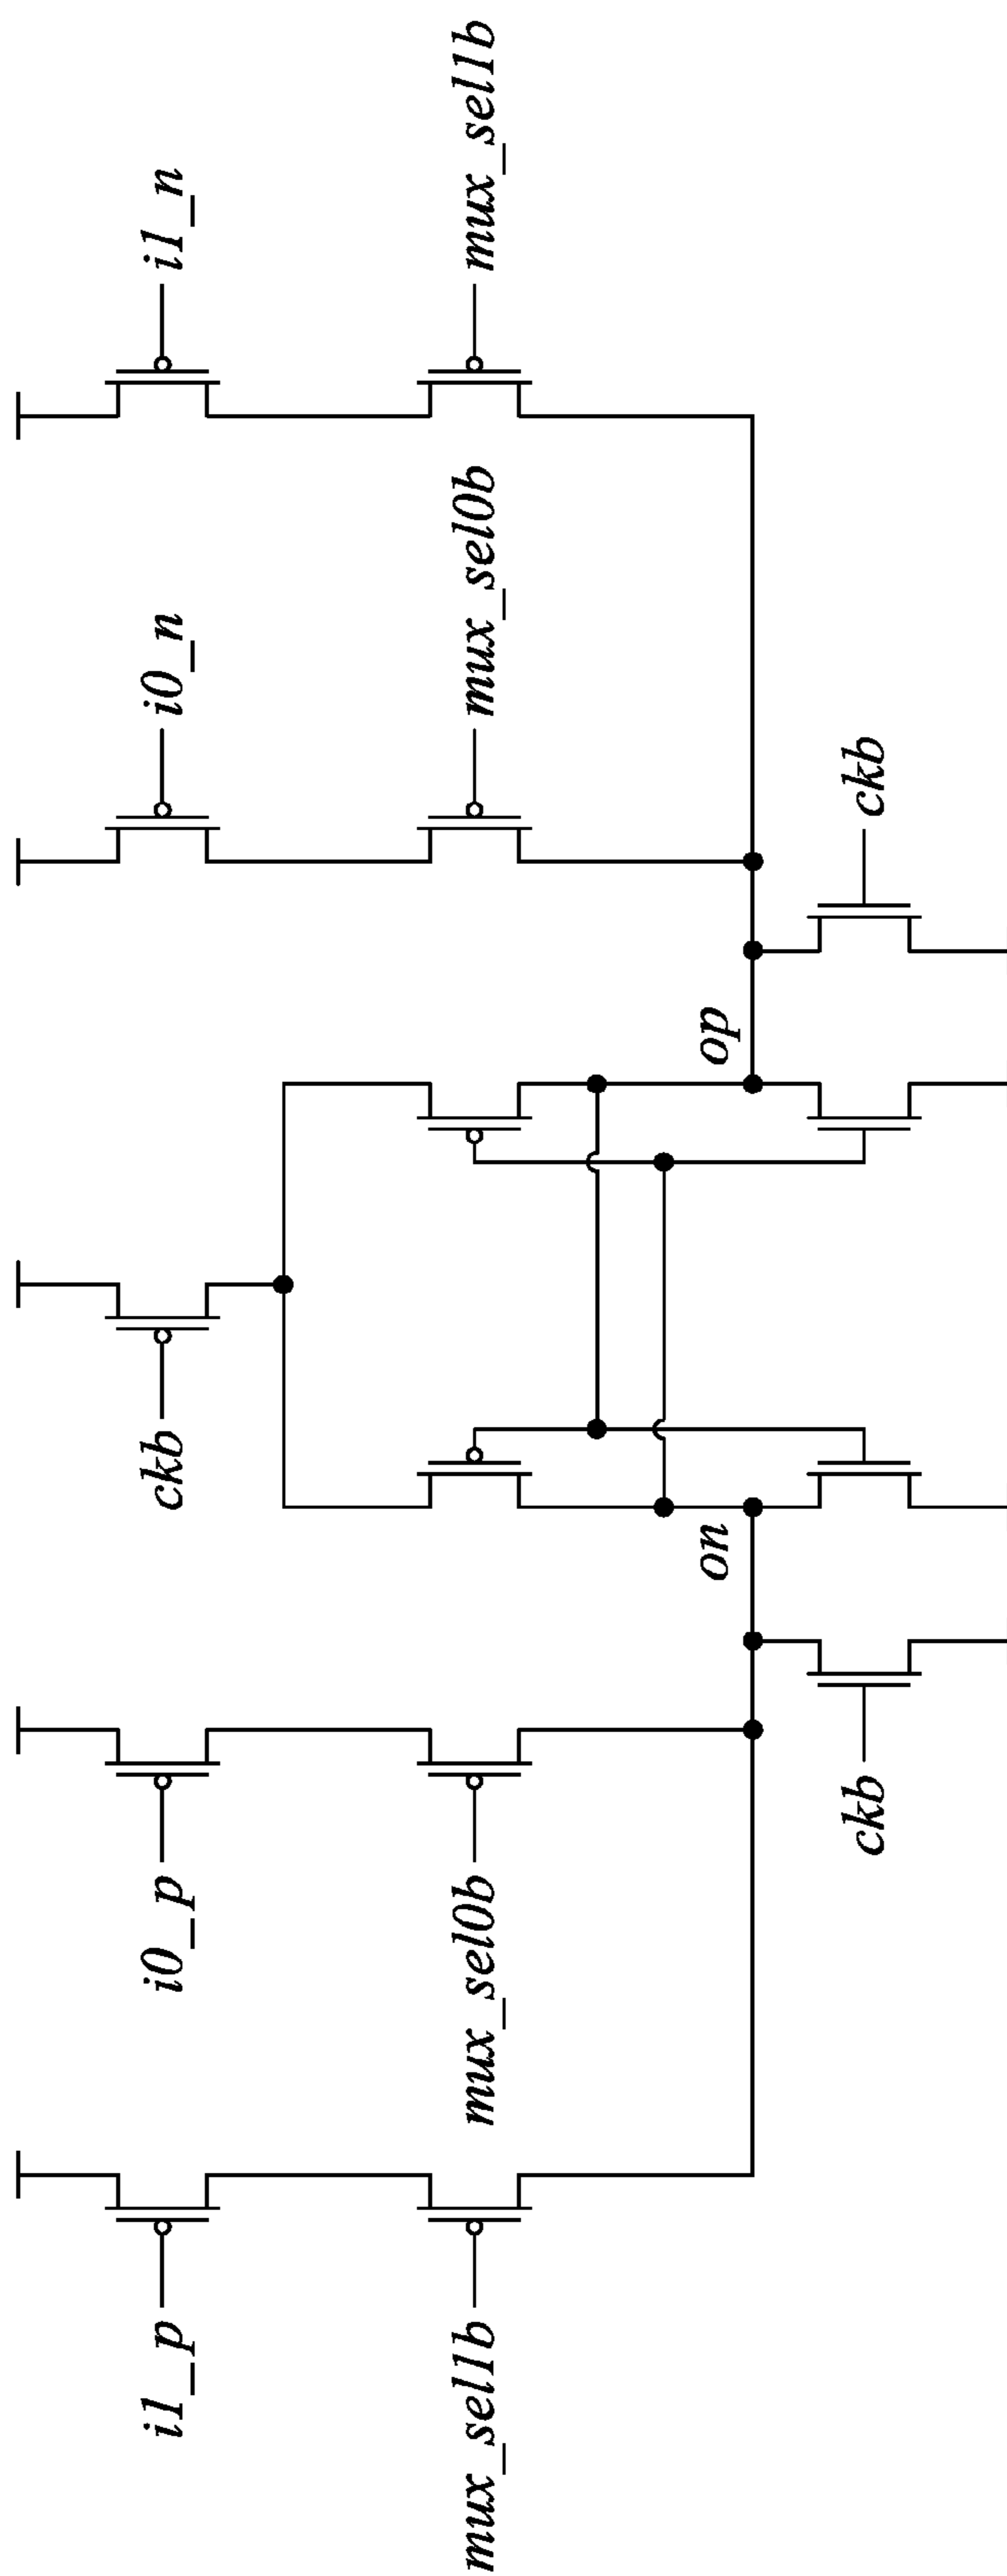 i1_p
i0_p
ckb
i0_n
i1_n
mux_sel1b
mux_sel0b
mux_sel0b
mux_sel1b
on
op
ckb
ckb